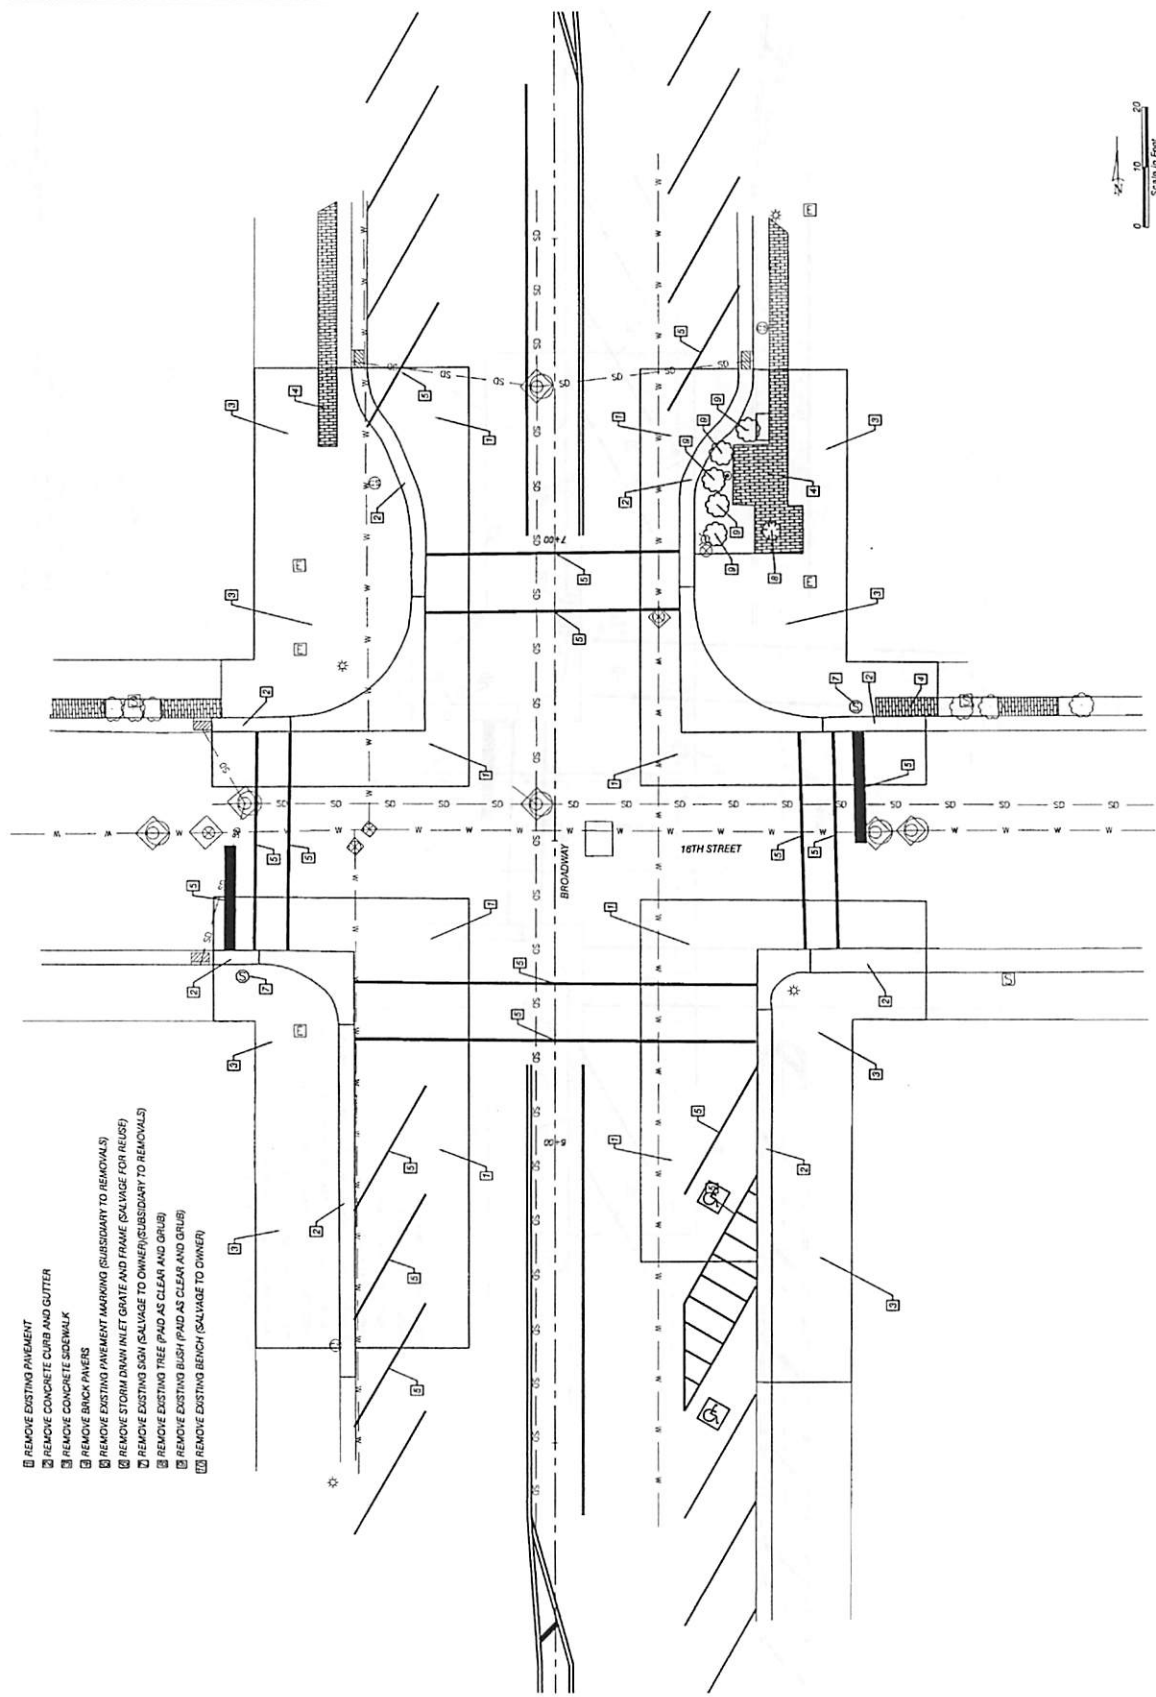 1 REMOVE EXISTING PAVEMENT
2 REMOVE CONCRETE CURB AND GUTTER
3 REMOVE CONCRETE SIDEWALK
4 REMOVE BRICK PAVERS
5 REMOVE EXISTING PAVEMENT MARKING (SUBSIDIARY TO REMOVALS)
6 REMOVE STORM DRAIN INLET GRATE AND FRAME (SALVAGE FOR REUSE)
7 REMOVE EXISTING SIGN (SALVAGE TO OWNER)(SUBSIDIARY TO REMOVALS)
8 REMOVE EXISTING TREE (PAID AS CLEAR AND GRUB)
9 REMOVE EXISTING BUSH (PAID AS CLEAR AND GRUB)
10 REMOVE EXISTING BENCH (SALVAGE TO OWNER)
BROADWAY
16TH STREET
7+00
6+00
0 10 20
Scale in Feet